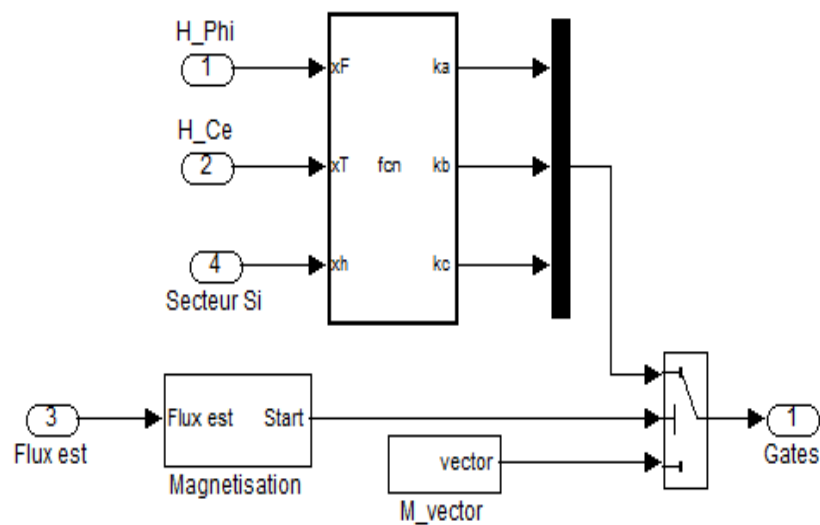 H_Phi
1
xF
ka
H_Ce
2
xT
fcn
kb
4
xh
kc
Secteur Si
3
Flux est
Flux est
Start
Magnetisation
vector
M_vector
1
Gates